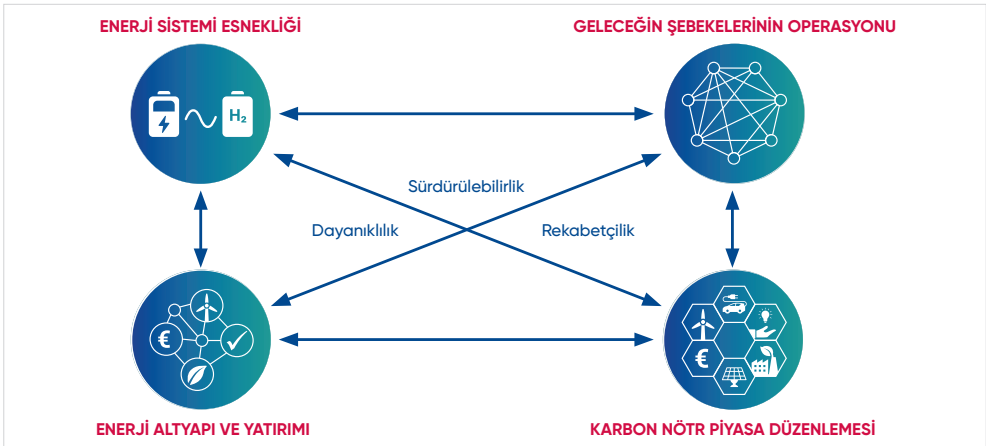 ENERJİ SİSTEMİ ESNEKLİĞİ
GELECEĞİN ŞEBEKELERİNİN OPERASYONU
H₂
Sürdürülebilirlik
Dayanıklılık
Rekabetçilik
€
€
ENERJİ ALTYAPI VE YATIRIMI
KARBON NÖTR PİYASA DÜZENLEMESİ